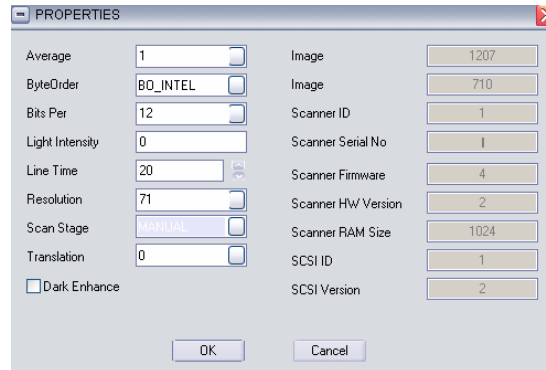 PROPERTIES
Average 1
ByteOrder BO_INTEL
Bits Per 12
Light Intensity 0
Line Time 20
Resolution 71
Scan Stage MANUAL
Translation 0
Dark Enhance
Image 1207
Image 710
Scanner ID 1
Scanner Serial No I
Scanner Firmware 4
Scanner HW Version 2
Scanner RAM Size 1024
SCSI ID 1
SCSI Version 2
OK Cancel